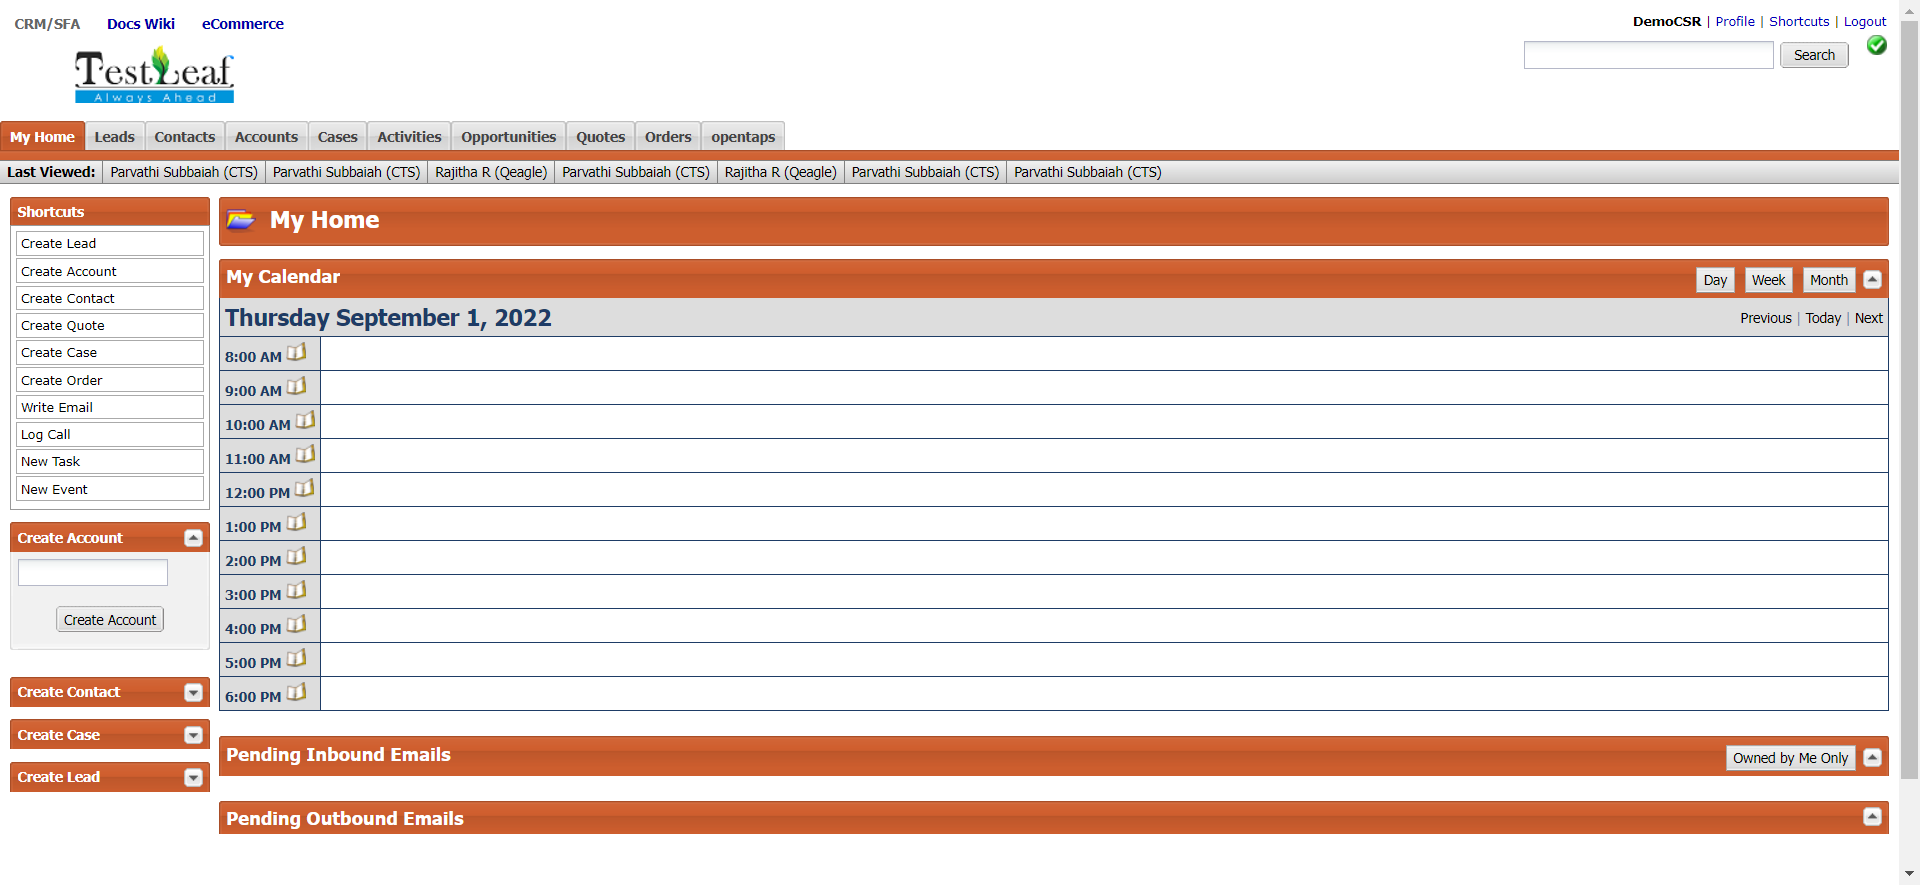 CRM/SFA Docs Wiki eCommerce
DemoCSR | Profile | Shortcuts | Logout
Search
TestLeaf
Always Ahead
My Home Leads Contacts Accounts Cases Activities Opportunities Quotes Orders opentaps
Last Viewed: Parvathi Subbaiah (CTS) Parvathi Subbaiah (CTS) Rajitha R (Qeagle) Parvathi Subbaiah (CTS) Rajitha R (Qeagle) Parvathi Subbaiah (CTS) Parvathi Subbaiah (CTS)
Shortcuts
Create Lead
Create Account
Create Contact
Create Quote
Create Case
Create Order
Write Email
Log Call
New Task
New Event
Create Account
Create Account
Create Contact
Create Case
Create Lead
My Home
My Calendar
Day Week Month
Thursday September 1, 2022
Previous | Today | Next
8:00 AM
9:00 AM
10:00 AM
11:00 AM
12:00 PM
1:00 PM
2:00 PM
3:00 PM
4:00 PM
5:00 PM
6:00 PM
Pending Inbound Emails
Owned by Me Only
Pending Outbound Emails